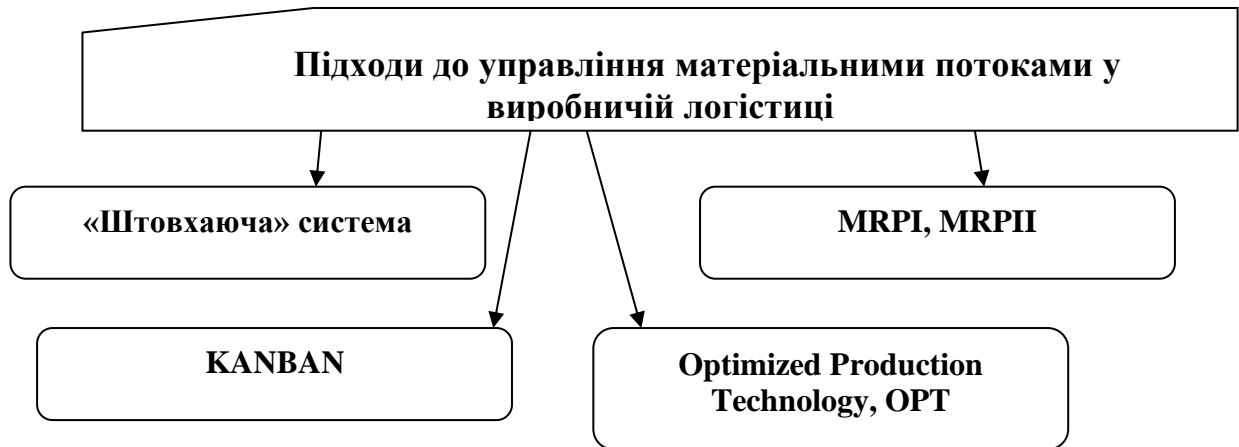 Підходи до управління матеріальними потоками у
виробничій логістиці
«Штовхаюча» система
MRPI, MRPII
KANBAN
Optimized Production
Technology, OPT